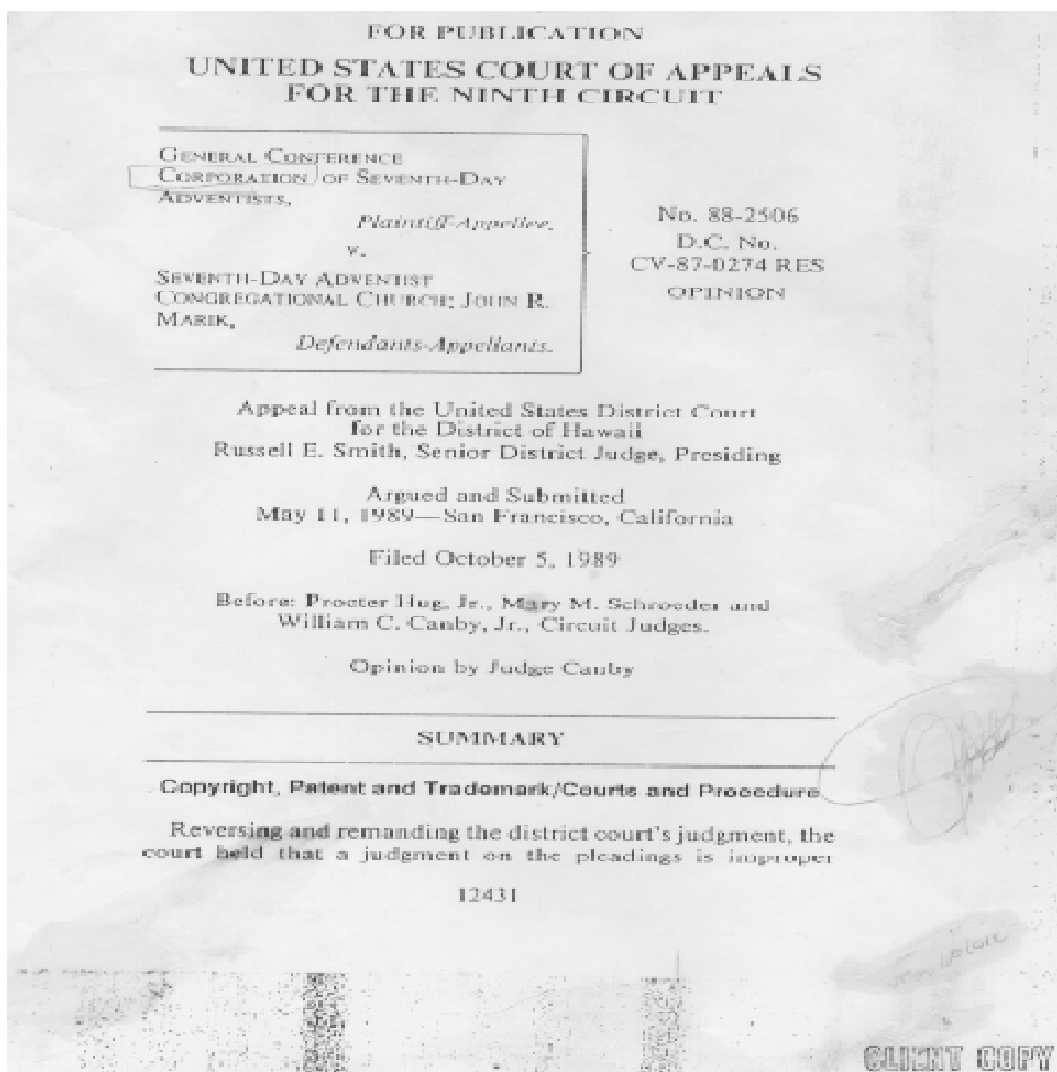 FOR PUBLICATION
UNITED STATES COURT OF APPEALS
FOR THE NINTH CIRCUIT
GENERAL CONFERENCE
CORPORATION OF SEVENTH-DAY
ADVENTISTS,
Plaintiff-Appellee,
v.
SEVENTH-DAY ADVENTIST
CONGREGATIONAL CHURCH; JOHN R.
MARIK,
Defendants-Appellants.
No. 88-2506
D.C. No.
CV-87-0274 RES
OPINION
Appeal from the United States District Court
for the District of Hawaii
Russell E. Smith, Senior District Judge, Presiding
Argued and Submitted
May 11, 1989—San Francisco, California
Filed October 5, 1989
Before: Procter Hug, Jr., Mary M. Schroeder and
William C. Canby, Jr., Circuit Judges.
Opinion by Judge Canby
SUMMARY
Copyright, Patent and Trademark/Courts and Procedure
Reversing and remanding the district court's judgment, the
court held that a judgment on the pleadings is improper
12431
CLIENT COPY